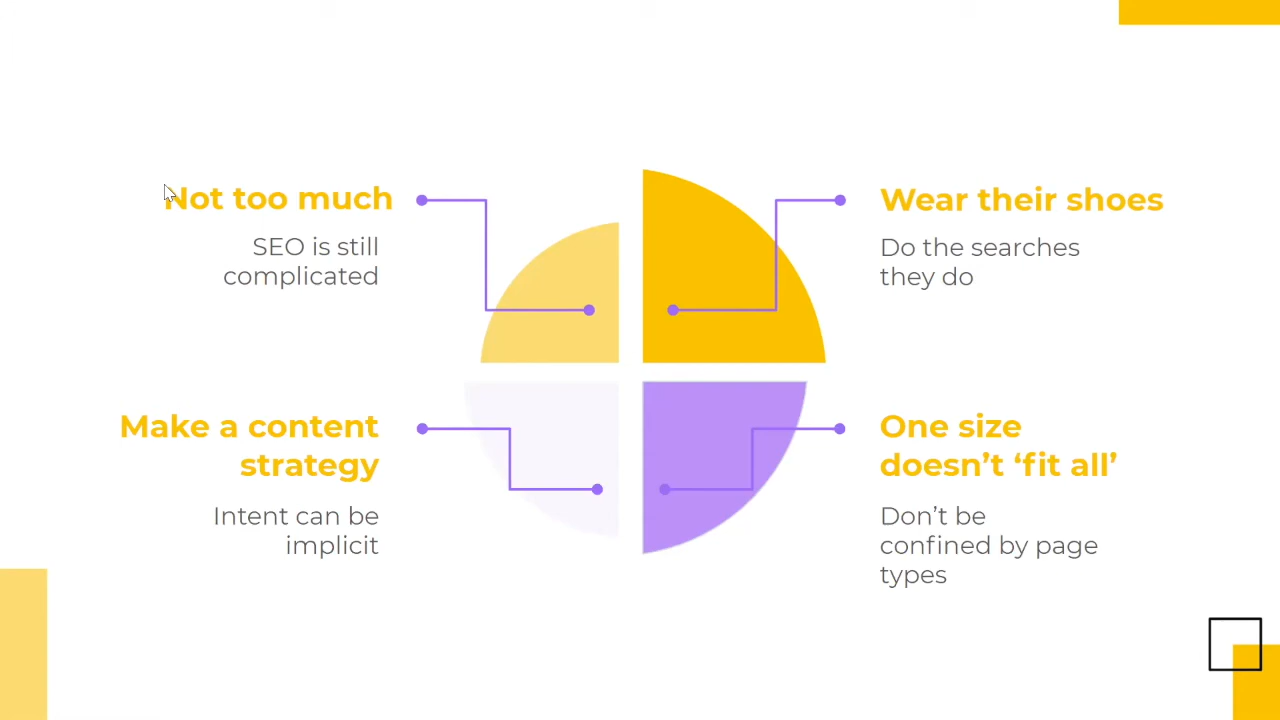 Not too much
SEO is still
complicated
Wear their shoes
Do the searches
they do
Make a content
strategy
Intent can be
implicit
One size
doesn’t ‘fit all’
Don’t be
confined by page
types